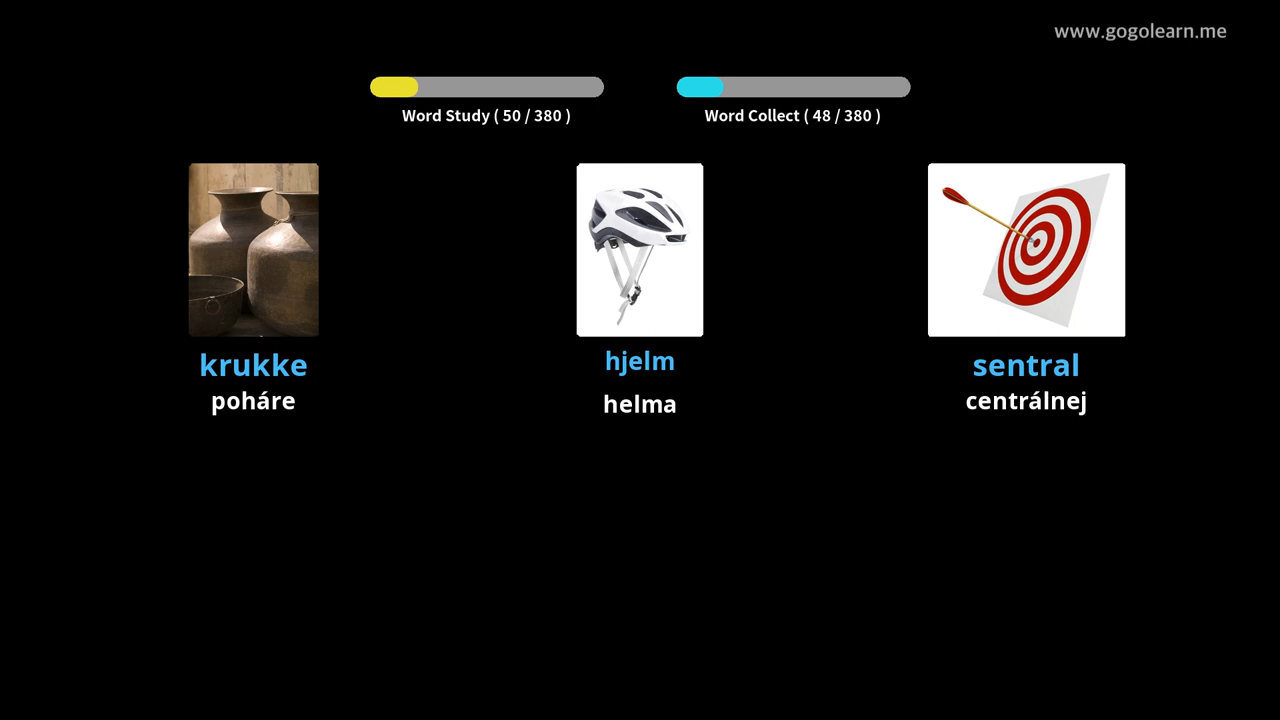 www.gogolearn.me
Word Study ( 50 / 380 )
Word Collect ( 48 / 380 )
krukke
poháre
hjelm
helma
sentral
centrálnej